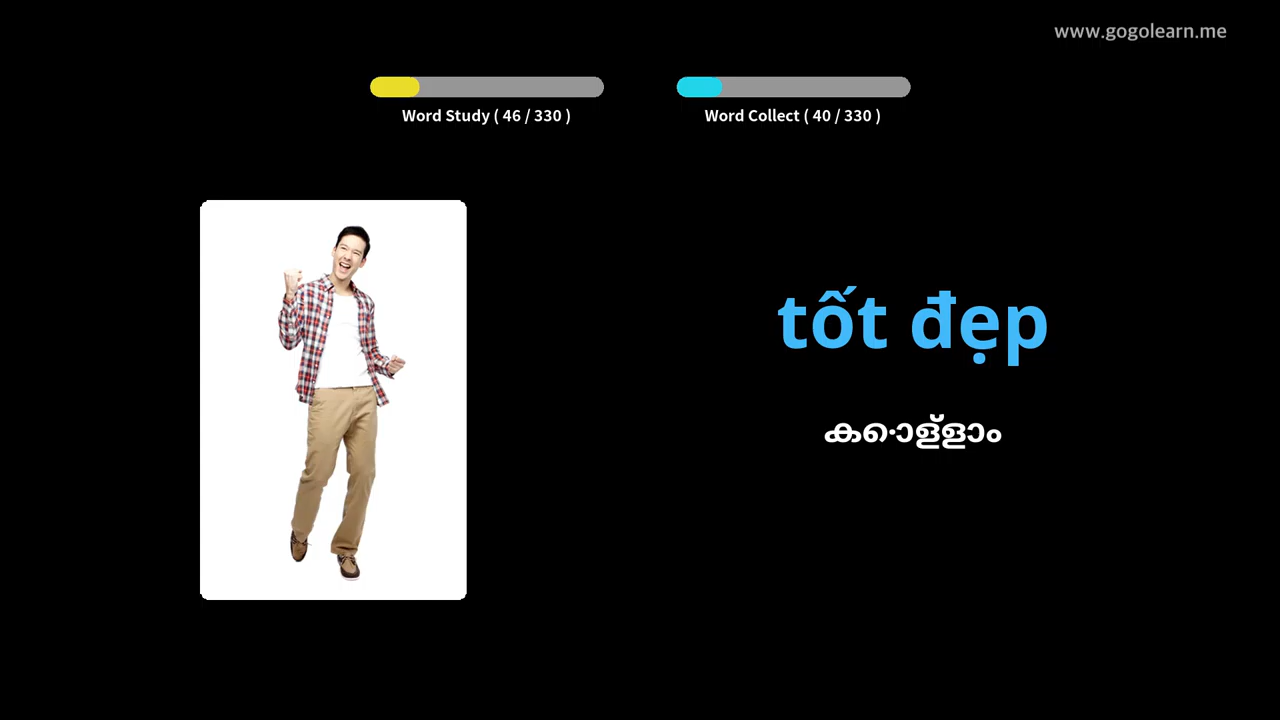 www.gogolearn.me
Word Study ( 46 / 330 )
Word Collect ( 40 / 330 )
tốt đẹp
കൊള്ളാം